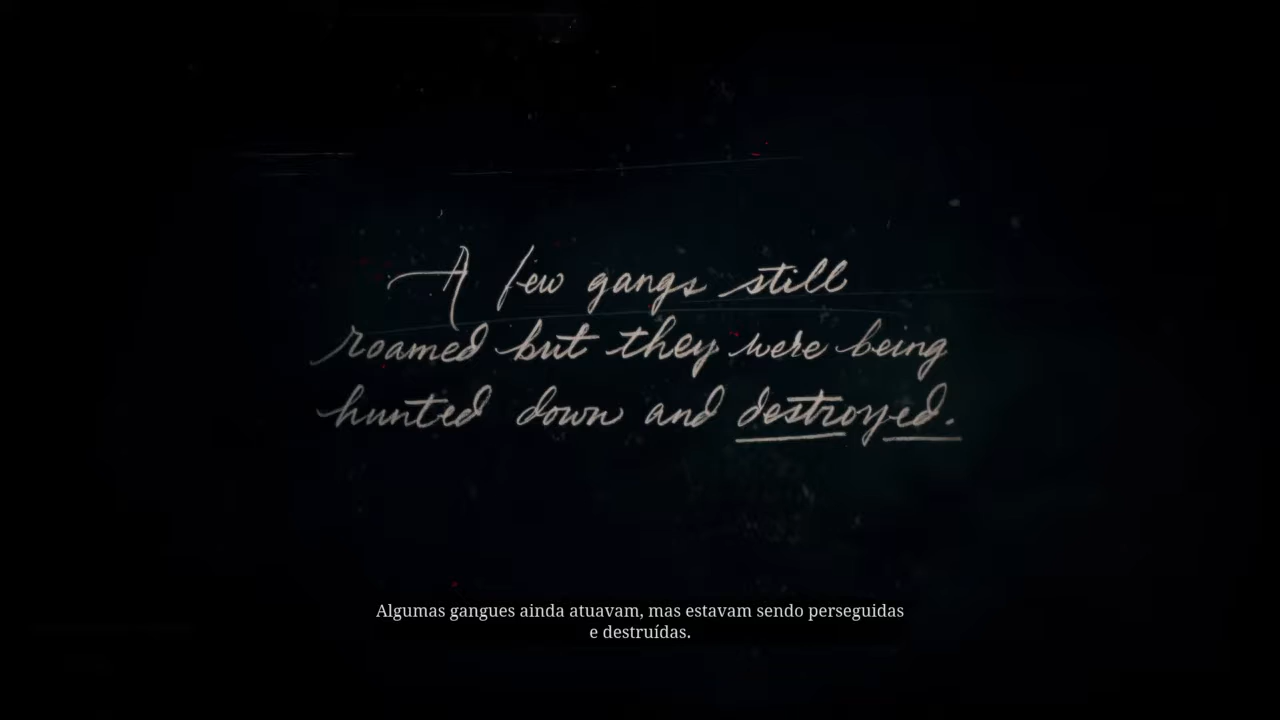 A few gangs still
roamed but they were being
hunted down and destroyed.
Algumas gangues ainda atuavam, mas estavam sendo perseguidas
e destruídas.